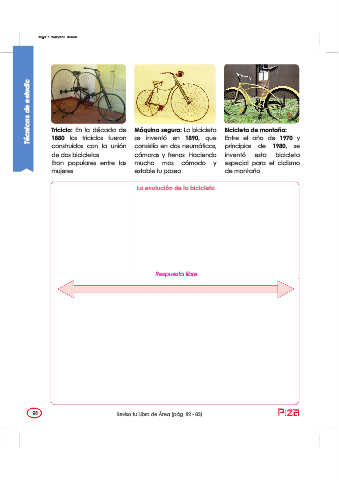 Técnicas de estudio
Triciclo: En la década de
1880 los triciclos fueron
construidos con la unión
de dos bicicletas
Eran populares entre las
mujeres
Máquina segura: La bicicleta
se inventó en 1890, que
consistía en dos neumáticos,
cámaras y frenos Haciendo
mucho mas cómodo y
estable tu paseo
Bicicleta de montaña:
Entre el año de 1970 y
principios de 1980, se
inventó esta bicicleta
especial para el ciclismo
de montaña
La evolución de la bicicleta
Respuesta libre
Revisa tu Libro de Área (pág. 62 - 63)